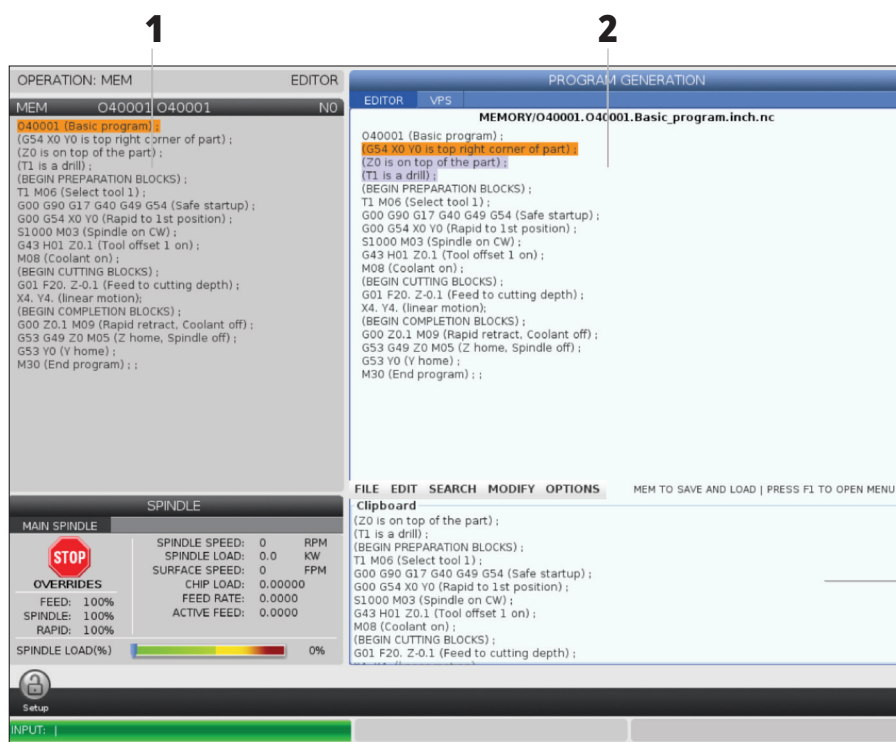 1
2
OPERATION: MEM EDITOR
MEM O40001 O40001 N0
O40001 (Basic program) ;
(G54 X0 Y0 is top right corner of part) ;
(Z0 is on top of the part) ;
(T1 is a drill) ;
(BEGIN PREPARATION BLOCKS) ;
T1 M06 (Select tool 1) ;
G00 G90 G17 G40 G49 G54 (Safe startup) ;
G00 G54 X0 Y0 (Rapid to 1st position) ;
S1000 M03 (Spindle on CW) ;
G43 H01 Z0.1 (Tool offset 1 on) ;
M08 (Coolant on) ;
(BEGIN CUTTING BLOCKS) ;
G01 F20. Z-0.1 (Feed to cutting depth) ;
X4. Y4. (linear motion);
(BEGIN COMPLETION BLOCKS) ;
G00 Z0.1 M09 (Rapid retract, Coolant off) ;
G53 G49 Z0 M05 (Z home, Spindle off) ;
G53 Y0 (Y home) ;
M30 (End program) ; ;
PROGRAM GENERATION
EDITOR VPS
MEMORY/O40001.O40001.Basic_program.inch.nc
O40001 (Basic program) ;
(G54 X0 Y0 is top right corner of part) ;
(Z0 is on top of the part) ;
(T1 is a drill) ;
(BEGIN PREPARATION BLOCKS) ;
T1 M06 (Select tool 1) ;
G00 G90 G17 G40 G49 G54 (Safe startup) ;
G00 G54 X0 Y0 (Rapid to 1st position) ;
S1000 M03 (Spindle on CW) ;
G43 H01 Z0.1 (Tool offset 1 on) ;
M08 (Coolant on) ;
(BEGIN CUTTING BLOCKS) ;
G01 F20. Z-0.1 (Feed to cutting depth) ;
X4. Y4. (linear motion);
(BEGIN COMPLETION BLOCKS) ;
G00 Z0.1 M09 (Rapid retract, Coolant off) ;
G53 G49 Z0 M05 (Z home, Spindle off) ;
G53 Y0 (Y home) ;
M30 (End program) ; ;
FILE EDIT SEARCH MODIFY OPTIONS MEM TO SAVE AND LOAD | PRESS F1 TO OPEN MENU
Clipboard
(Z0 is on top of the part) ;
(T1 is a drill) ;
(BEGIN PREPARATION BLOCKS) ;
T1 M06 (Select tool 1) ;
G00 G90 G17 G40 G49 G54 (Safe startup) ;
G00 G54 X0 Y0 (Rapid to 1st position) ;
S1000 M03 (Spindle on CW) ;
G43 H01 Z0.1 (Tool offset 1 on) ;
M08 (Coolant on) ;
(BEGIN CUTTING BLOCKS) ;
G01 F20. Z-0.1 (Feed to cutting depth) ;
SPINDLE
MAIN SPINDLE
STOP
OVERRIDES
FEED: 100%
SPINDLE: 100%
RAPID: 100%
SPINDLE SPEED: 0 RPM
SPINDLE LOAD: 0.0 KW
SURFACE SPEED: 0 FPM
CHIP LOAD: 0.00000
FEED RATE: 0.0000
ACTIVE FEED: 0.0000
SPINDLE LOAD(%) 0%
Setup
INPUT: |